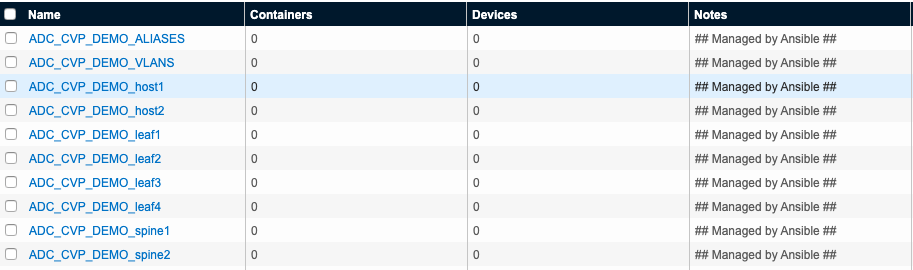 Name Containers Devices Notes
ADC_CVP_DEMO_ALIASES 0 0 ## Managed by Ansible ##
ADC_CVP_DEMO_VLANS 0 0 ## Managed by Ansible ##
ADC_CVP_DEMO_host1 0 0 ## Managed by Ansible ##
ADC_CVP_DEMO_host2 0 0 ## Managed by Ansible ##
ADC_CVP_DEMO_leaf1 0 0 ## Managed by Ansible ##
ADC_CVP_DEMO_leaf2 0 0 ## Managed by Ansible ##
ADC_CVP_DEMO_leaf3 0 0 ## Managed by Ansible ##
ADC_CVP_DEMO_leaf4 0 0 ## Managed by Ansible ##
ADC_CVP_DEMO_spine1 0 0 ## Managed by Ansible ##
ADC_CVP_DEMO_spine2 0 0 ## Managed by Ansible ##